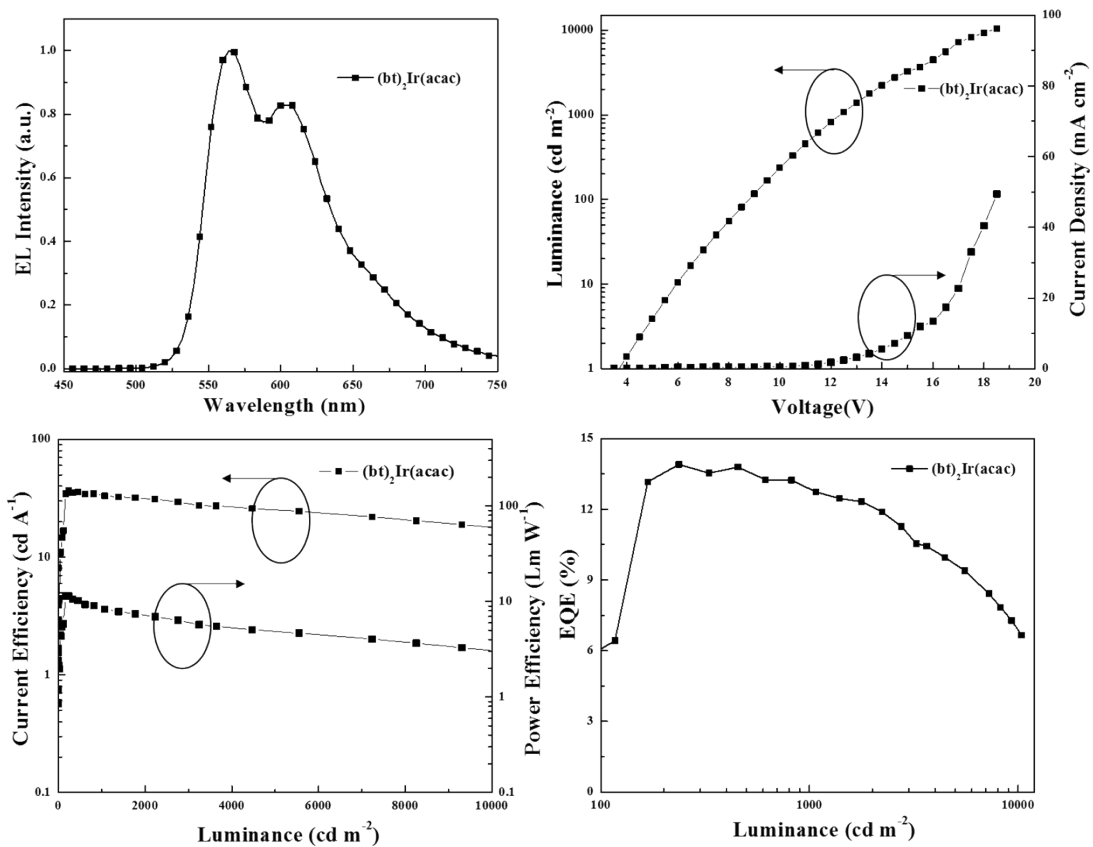 1.0
0.8
0.6
0.4
0.2
0.0
EL Intensity (a.u.)
(bt)₂Ir(acac)
450 500 550 600 650 700 750
Wavelength (nm)
10000
1000
100
10
1
Luminance (cd m⁻²)
(bt)₂Ir(acac)
100
80
60
40
20
0
Current Density (mA cm⁻²)
4 6 8 10 12 14 16 18 20
Voltage(V)
100
10
1
0.1
Current Efficiency (cd A⁻¹)
(bt)₂Ir(acac)
100
10
1
0.1
Power Efficiency (Lm W⁻¹)
0 2000 4000 6000 8000 10000
Luminance (cd m⁻²)
15
12
9
6
3
0
EQE (%)
(bt)₂Ir(acac)
100 1000 10000
Luminance (cd m⁻²)